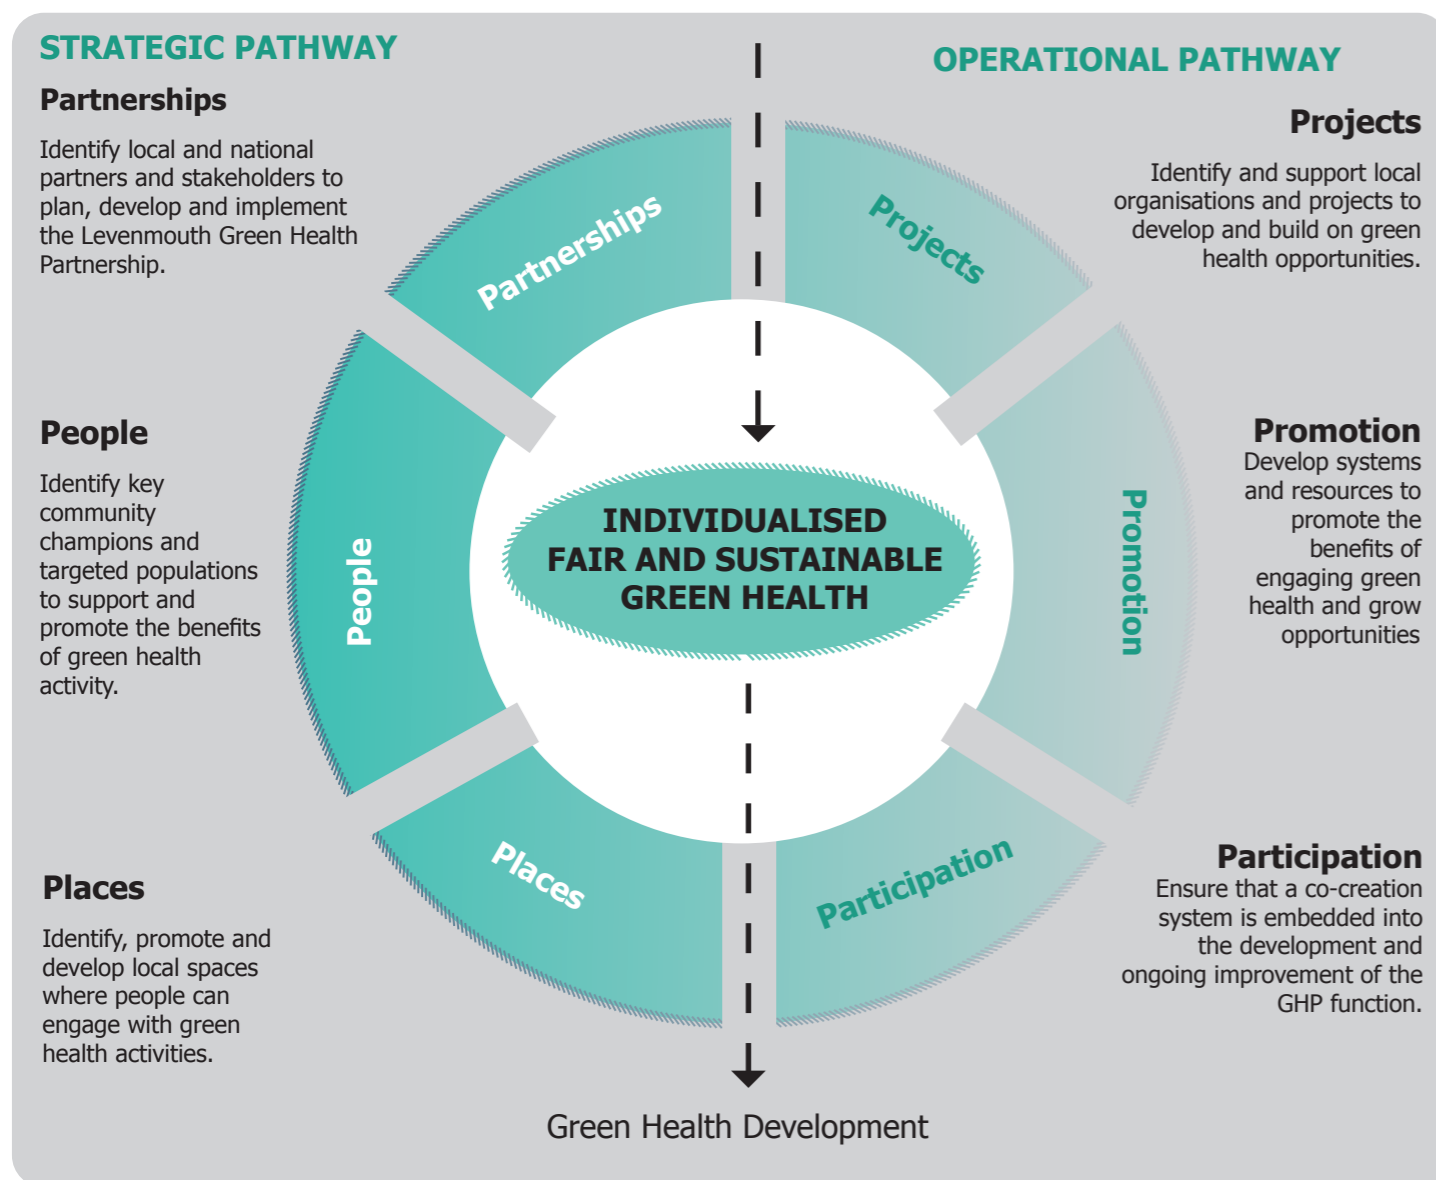 STRATEGIC PATHWAY
Partnerships
Identify local and national
partners and stakeholders to
plan, develop and implement
the Levenmouth Green Health
Partnership.
People
Identify key
community
champions and
targeted populations
to support and
promote the benefits
of green health
activity.
Places
Identify, promote and
develop local spaces
where people can
engage with green
health activities.
Partnerships
People
Places
INDIVIDUALISED
FAIR AND SUSTAINABLE
GREEN HEALTH
Projects
Promotion
Participation
Green Health Development
OPERATIONAL PATHWAY
Projects
Identify and support local
organisations and projects to
develop and build on green
health opportunities.
Promotion
Develop systems
and resources to
promote the
benefits of
engaging green
health and grow
opportunities
Participation
Ensure that a co-creation
system is embedded into
the development and
ongoing improvement of the
GHP function.